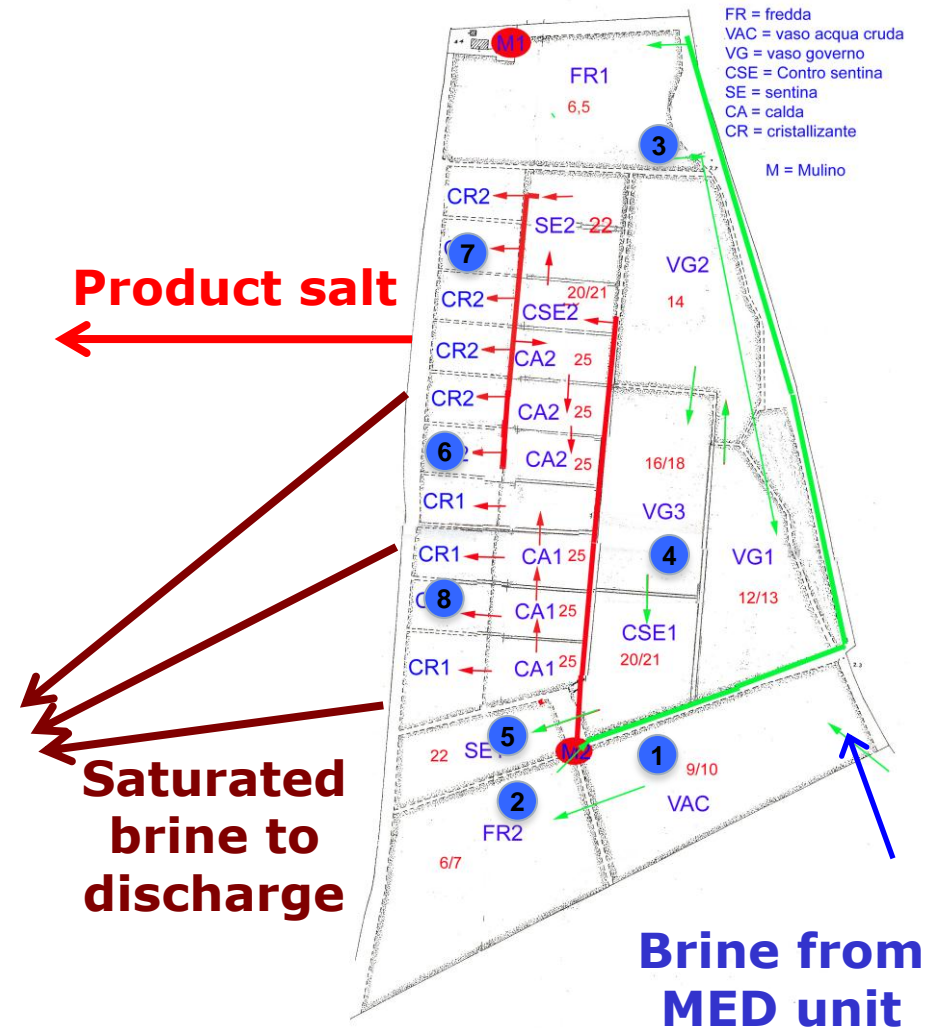 FR = fredda
VAC = vaso acqua cruda
VG = vaso governo
CSE = Contro sentina
SE = sentina
CA = calda
CR = cristallizante
M = Mulino
M1
FR1
6,5
3
CR2
SE2 22
7
VG2
Product salt
CR2
20/21
14
CSE2
CR2
CA2 25
CR2
CA2 25
6
CA2 25
16/18
CR1
VG3
CR1
CA1 25
4
VG1
8
CA1 25
12/13
CSE1
20/21
CR1
CA1 25
2.3
5
22 SE
M2
1
9/10
Saturated
brine to
discharge
2
VAC
FR2
6/7
Brine from
MED unit